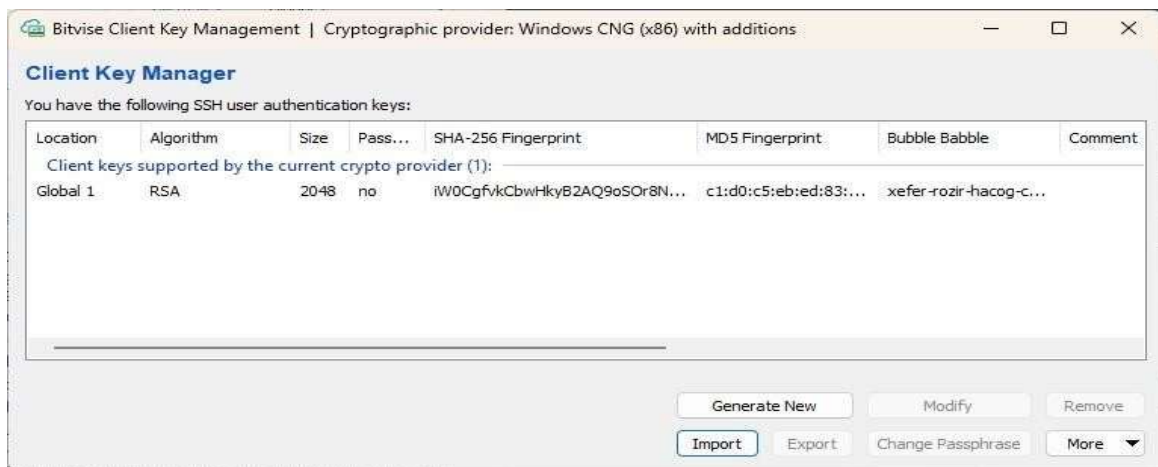 Bitvise Client Key Management | Cryptographic provider: Windows CNG (x86) with additions
Client Key Manager
You have the following SSH user authentication keys:
Location Algorithm Size Pass... SHA-256 Fingerprint MD5 Fingerprint Bubble Babble Comment
Client keys supported by the current crypto provider (1):
Global 1 RSA 2048 no iW0CgfvkCbwHkyB2AQ9oSOr8N... c1:d0:c5:eb:ed:83:... xefer-rozir-hacog-c...
Generate New Modify Remove
Import Export Change Passphrase More